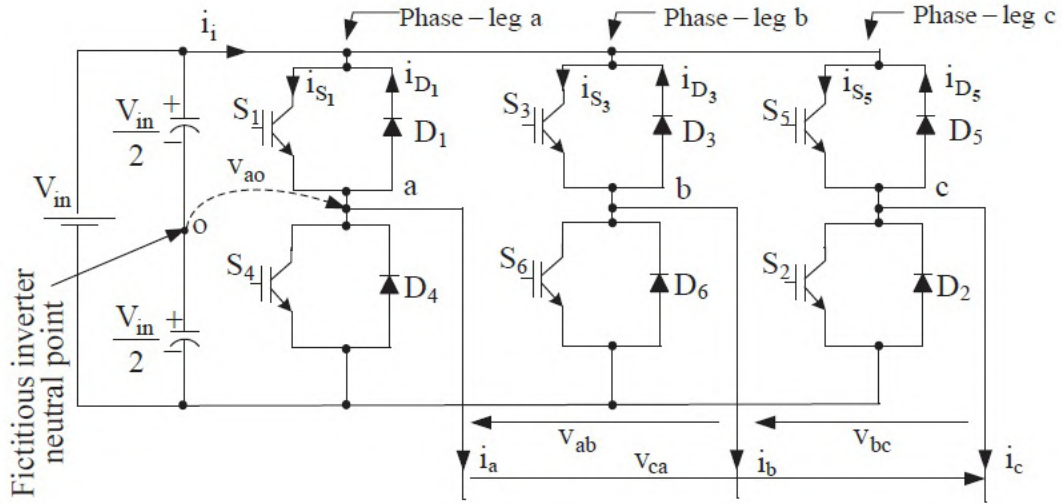 Phase – leg a
Phase – leg b
Phase – leg c
i_i
i_S1
i_D1
i_S3
i_D3
i_S5
i_D5
V_in
2
+
−
S1
D1
S3
D3
S5
D5
v_ao
a
b
c
V_in
o
S4
D4
S6
D6
S2
D2
V_in
2
+
−
Fictitious inverter
neutral point
v_ab
v_bc
i_a
v_ca
i_b
i_c